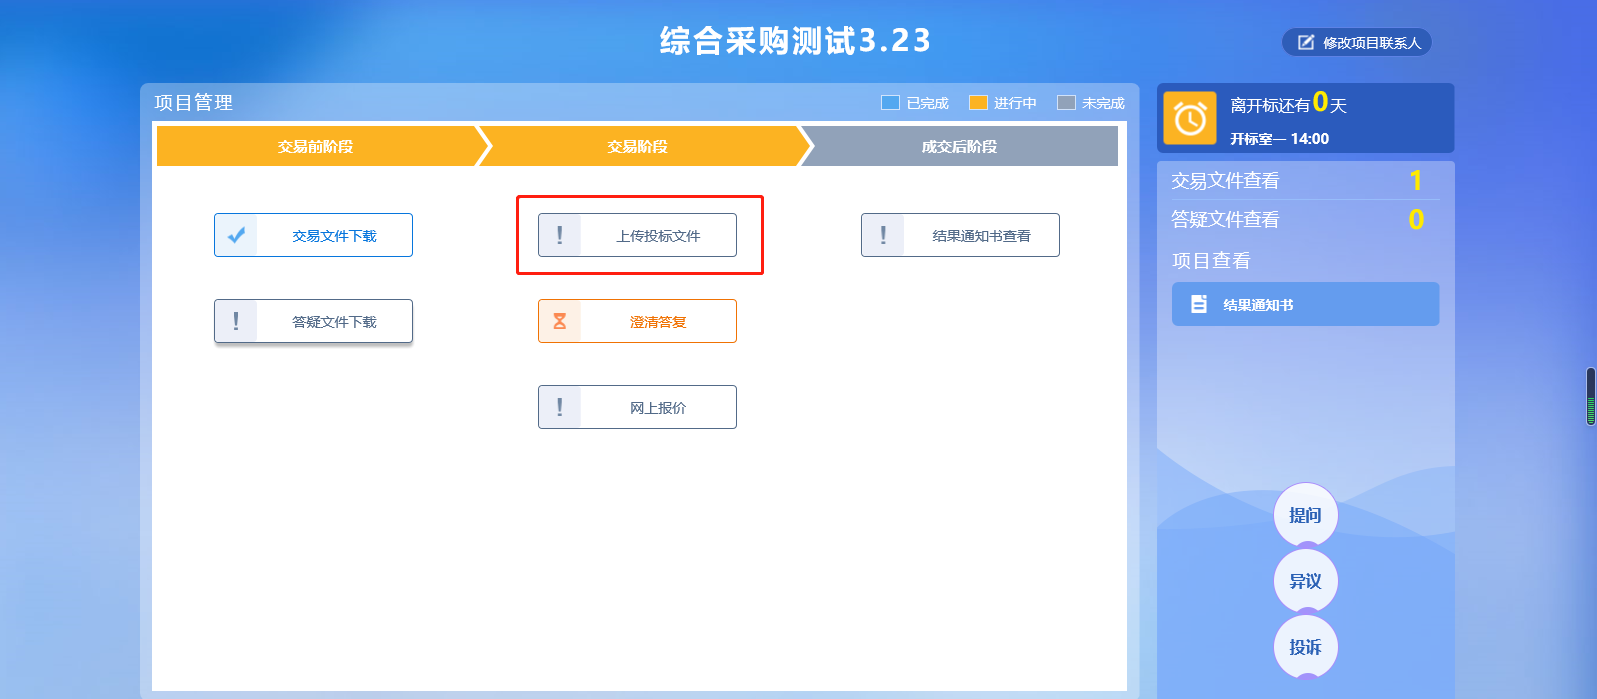 综合采购测试3.23
修改项目联系人
项目管理
已完成 进行中 未完成
交易前阶段 交易阶段 成交后阶段
交易文件下载 上传投标文件 结果通知书查看
答疑文件下载 澄清答复
网上报价
离开标还有0天
开标室一 14:00
交易文件查看 1
答疑文件查看 0
项目查看
结果通知书
提问
异议
投诉